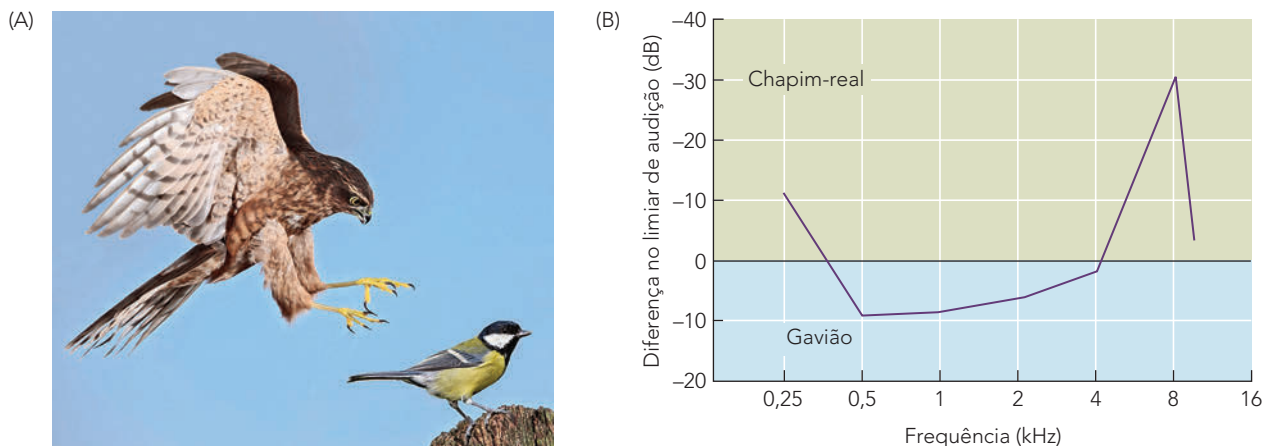 (A)
(B)
Diferença no limiar de audição (dB)
–40
–30
–20
–10
0
–10
–20
Chapim-real
Gavião
0,25 0,5 1 2 4 8 16
Frequência (kHz)